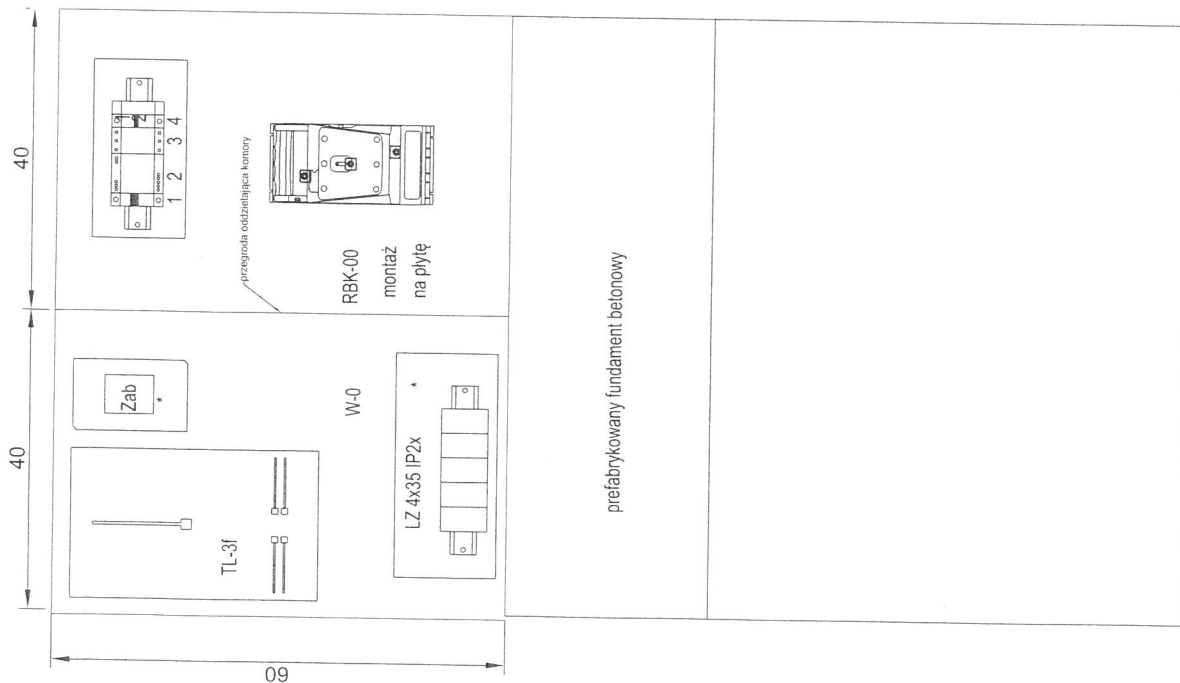 40
40
60
TL-3f
Zab
*
W-0
LZ 4x35 IP2x
*
przegroda oddzielająca komory
1 2 3 4
RBK-00
montaż
na płytę
prefabrykowany fundament betonowy